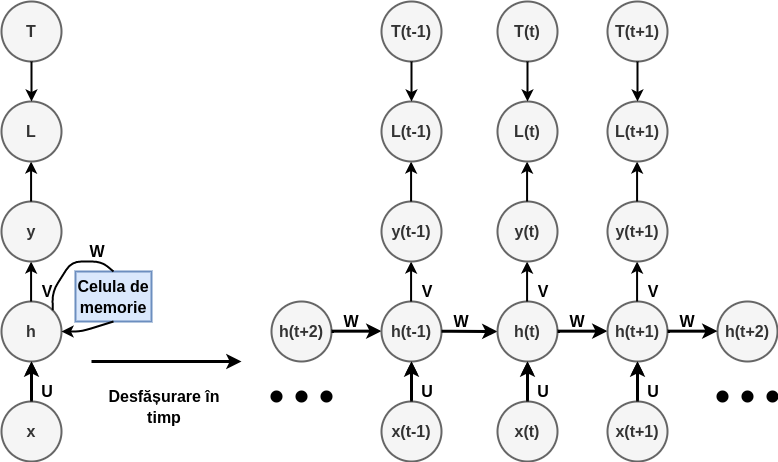 T
T(t-1)
T(t)
T(t+1)
L
L(t-1)
L(t)
L(t+1)
y
y(t-1)
y(t)
y(t+1)
W
V
Celula de
memorie
V
V
V
h
h(t+2)
W
h(t-1)
W
h(t)
W
h(t+1)
W
h(t+2)
U
Desfășurare în
timp
U
U
U
x
x(t-1)
x(t)
x(t+1)